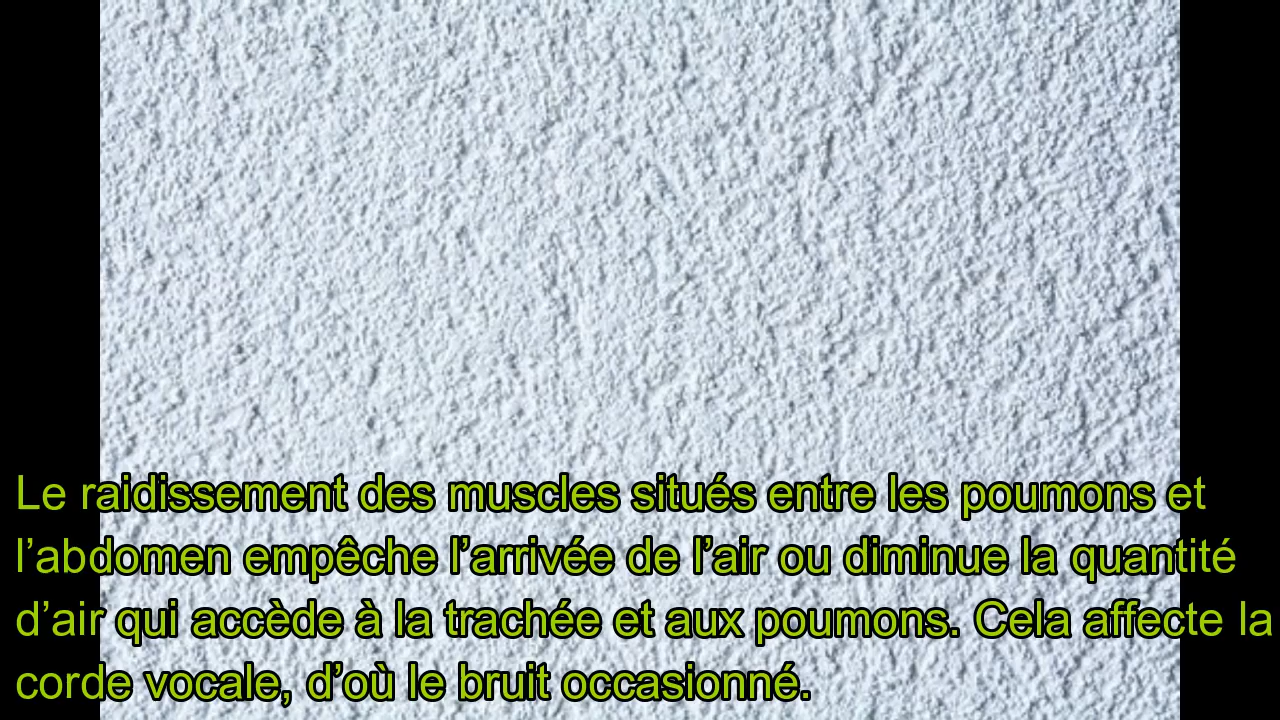 Le raidissement des muscles situés entre les poumons et
l’abdomen empêche l’arrivée de l’air ou diminue la quantité
d’air qui accède à la trachée et aux poumons. Cela affecte la
corde vocale, d’où le bruit occasionné.